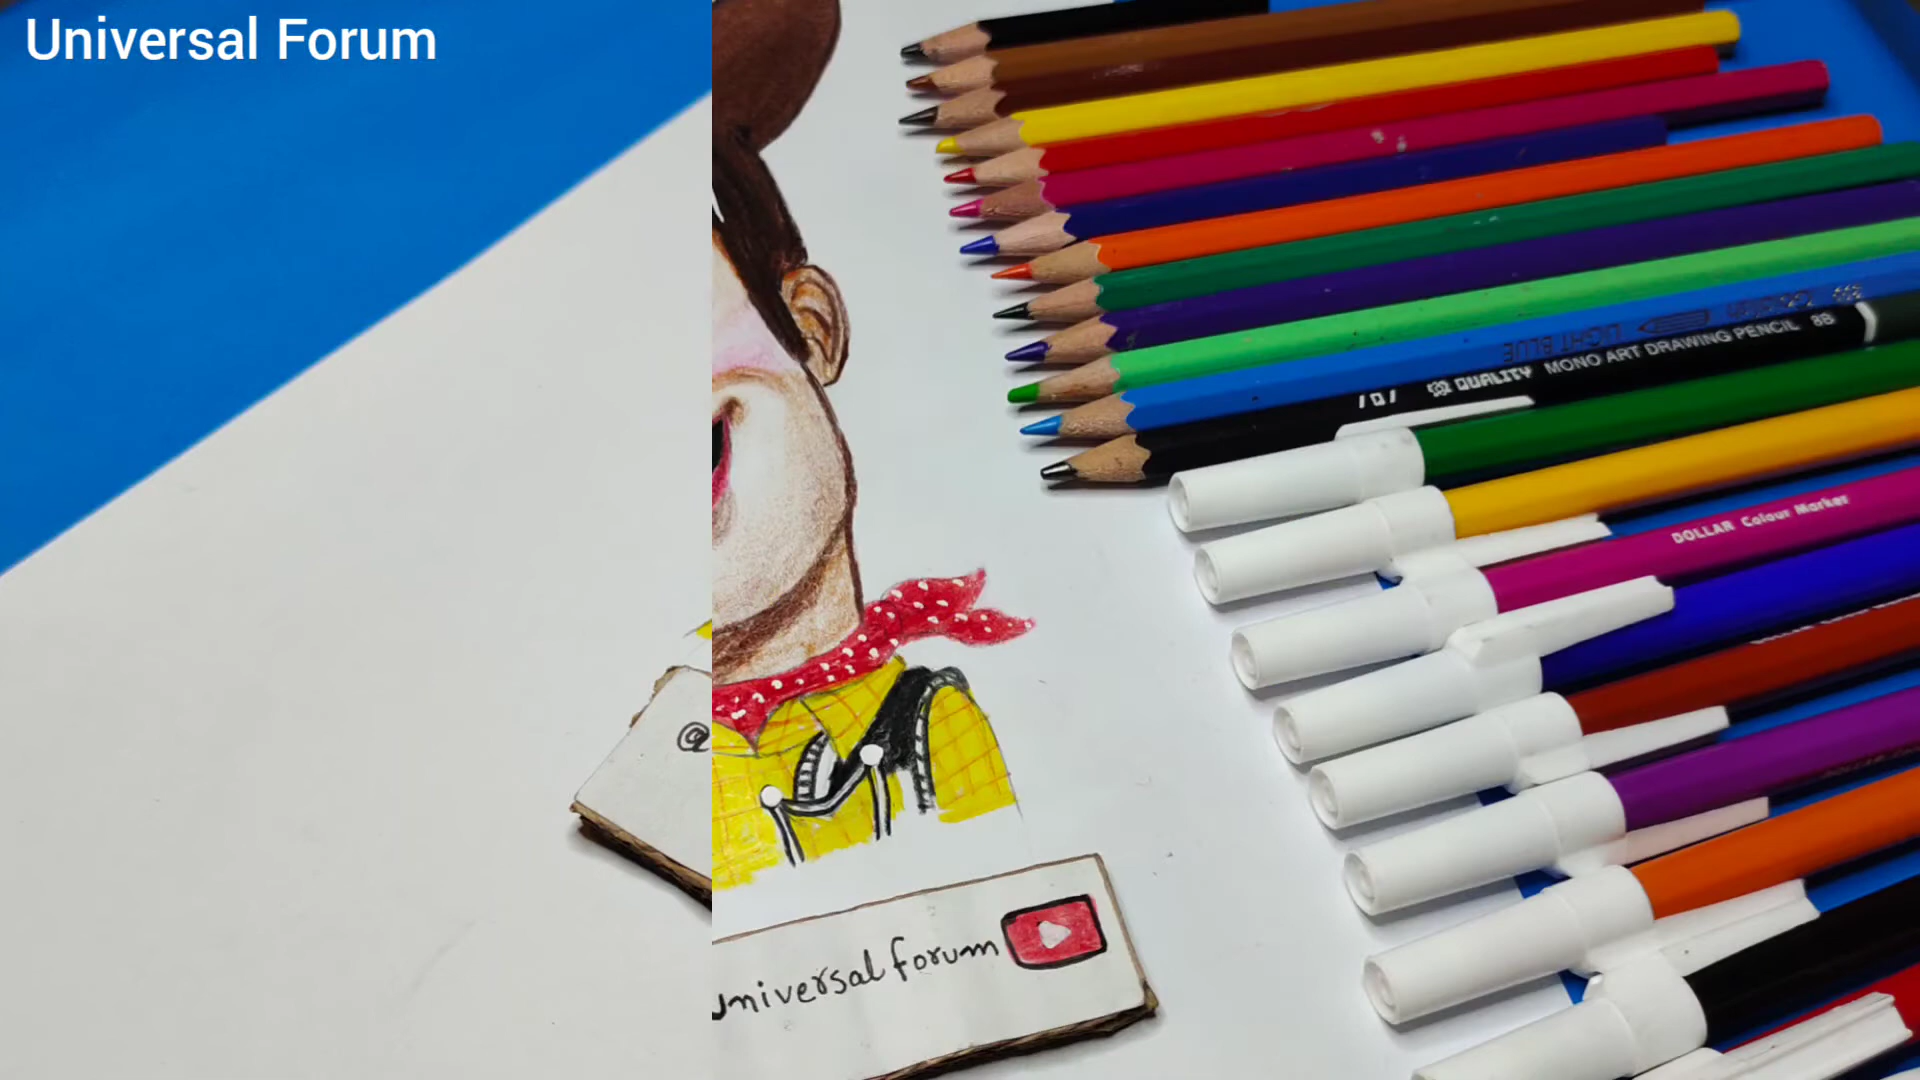 Universal Forum
LIGHT BLUE
QUALITY MONO ART DRAWING PENCIL 8B
DOLLAR Colour Marker
@
universal forum